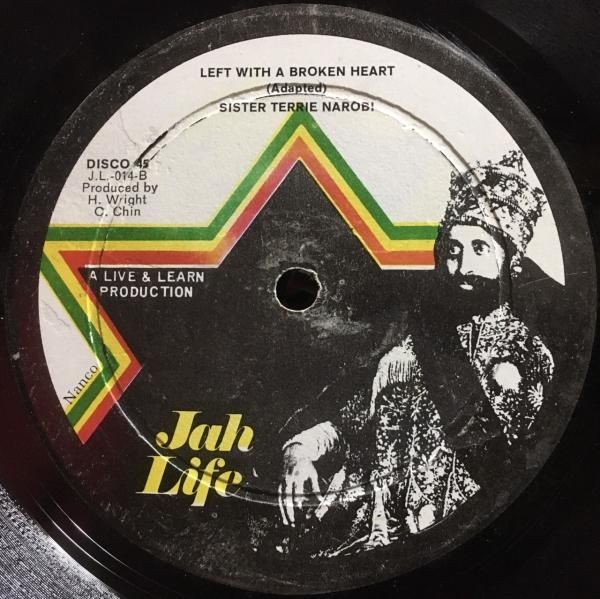 LEFT WITH A BROKEN HEART
(Adapted)
SISTER TERRIE NAROBI
DISCO 45
J.L.-014-B
Produced by
H. Wright
C. Chin
A LIVE & LEARN
PRODUCTION
Nanco
Jah
Life